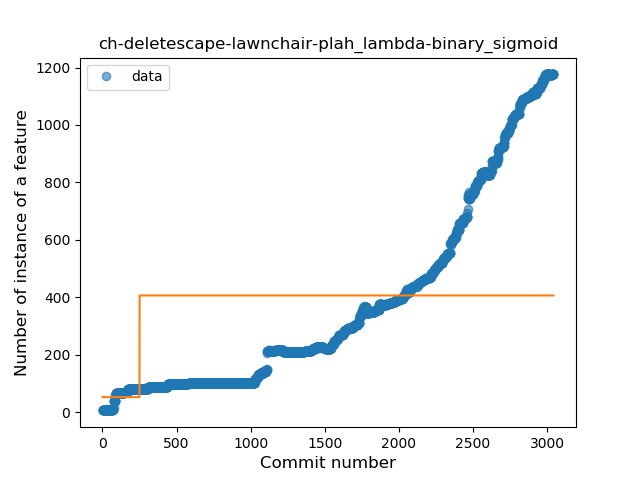 ch-deletescape-lawnchair-plah_lambda-binary_sigmoid
data
Number of instance of a feature
1200
1000
800
600
400
200
0
0 500 1000 1500 2000 2500 3000
Commit number